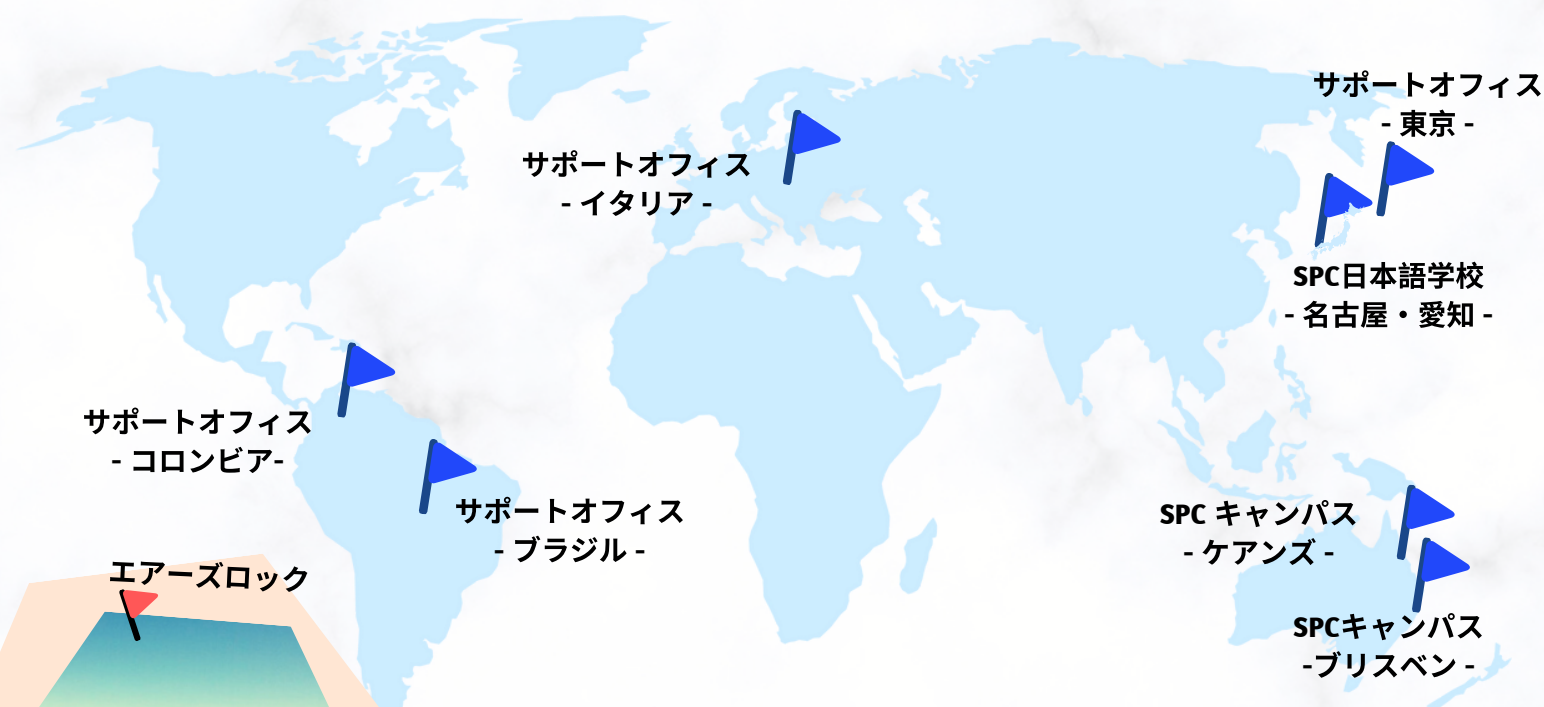 サポートオフィス
- 東京 -
サポートオフィス
- イタリア -
SPC日本語学校
- 名古屋・愛知 -
サポートオフィス
- コロンビア-
サポートオフィス
- ブラジル -
SPC キャンパス
- ケアンズ -
エアーズロック
SPCキャンパス
-ブリスベン -